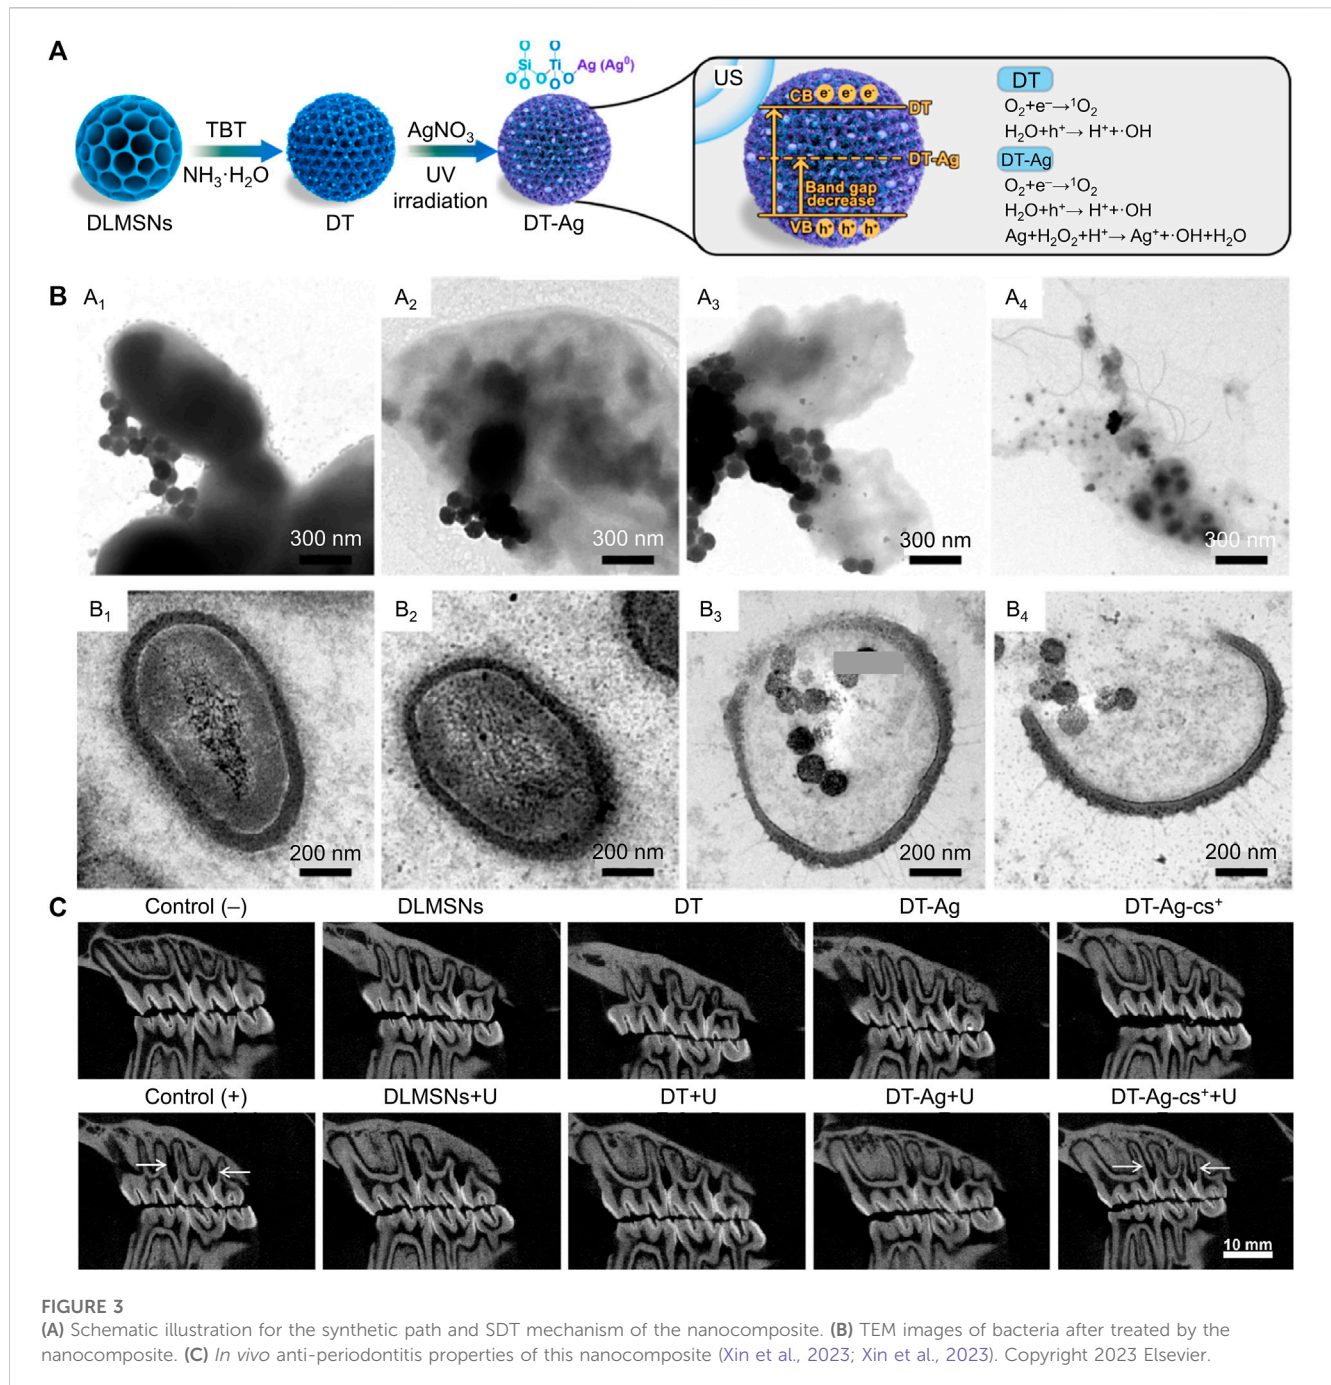 A
O O
Si Ti Ag (Ag⁰)
O O O O O
TBT
NH₃·H₂O
AgNO₃
UV
irradiation
DLMSNs
DT
DT-Ag
US
CB e⁻ e⁻ e⁻
DT
DT-Ag
Band gap
decrease
VB h⁺ h⁺ h⁺
DT
O₂+e⁻→¹O₂
H₂O+h⁺→ H⁺+·OH
DT-Ag
O₂+e⁻→¹O₂
H₂O+h⁺→ H⁺+·OH
Ag+H₂O₂+H⁺→ Ag⁺+·OH+H₂O
B
A₁ A₂ A₃ A₄
300 nm 300 nm 300 nm 300 nm
B₁ B₂ B₃ B₄
200 nm 200 nm 200 nm 200 nm
C
Control (–) DLMSNs DT DT-Ag DT-Ag-cs⁺
Control (+) DLMSNs+U DT+U DT-Ag+U DT-Ag-cs⁺+U
10 mm
FIGURE 3
(A) Schematic illustration for the synthetic path and SDT mechanism of the nanocomposite. (B) TEM images of bacteria after treated by the
nanocomposite. (C) In vivo anti-periodontitis properties of this nanocomposite (Xin et al., 2023; Xin et al., 2023). Copyright 2023 Elsevier.